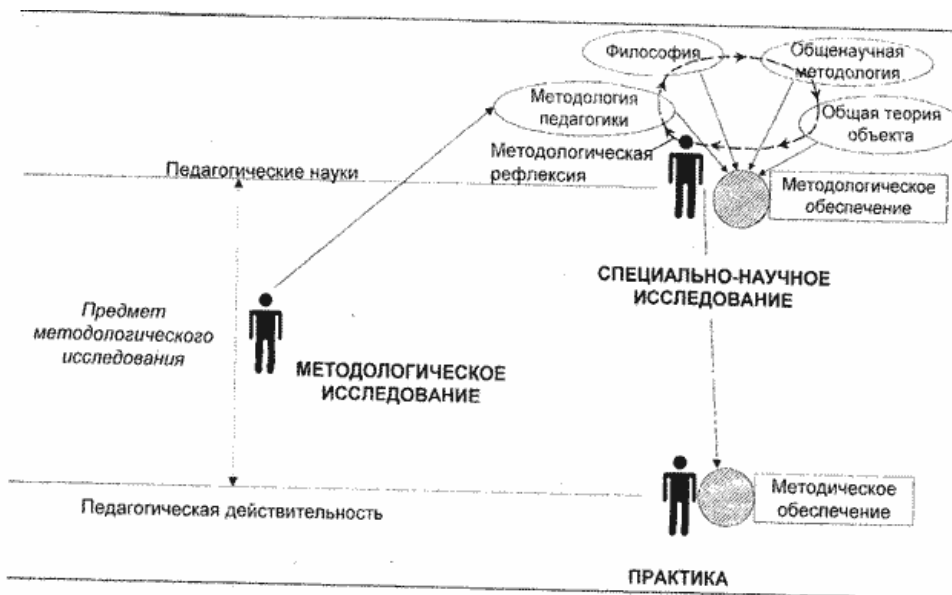 Философия
Общенаучная
методология
Методология
педагогики
Общая теория
объекта
Методологическая
рефлексия
Педагогические науки
Методологическое
обеспечение
СПЕЦИАЛЬНО-НАУЧНОЕ
ИССЛЕДОВАНИЕ
Предмет
методологического
исследования
МЕТОДОЛОГИЧЕСКОЕ
ИССЛЕДОВАНИЕ
Педагогическая действительность
Методическое
обеспечение
ПРАКТИКА